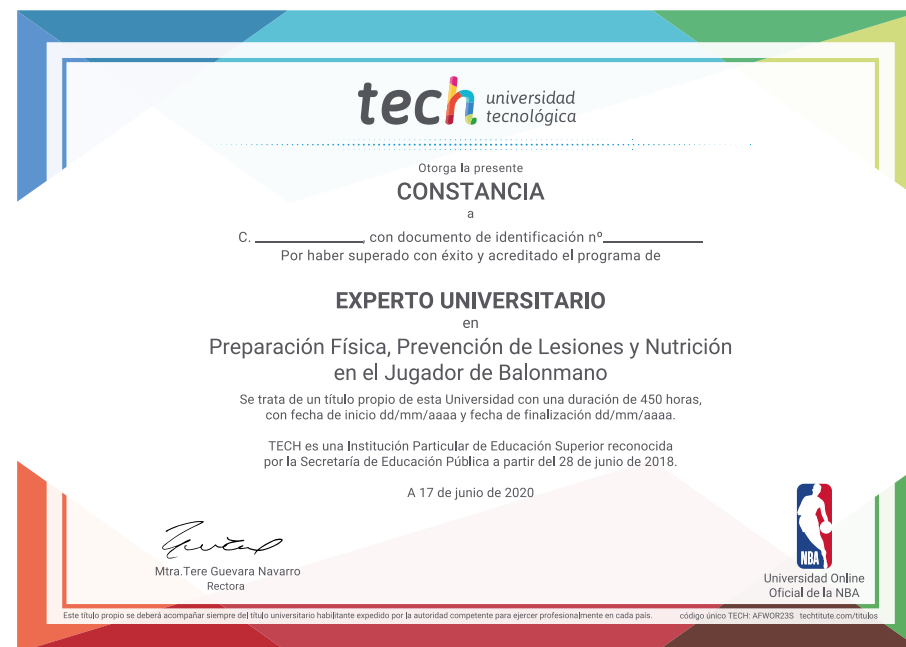 tech universidad
tecnológica
Otorga la presente
CONSTANCIA
a
C. ______________, con documento de identificación nº_____________
Por haber superado con éxito y acreditado el programa de
EXPERTO UNIVERSITARIO
en
Preparación Física, Prevención de Lesiones y Nutrición
en el Jugador de Balonmano
Se trata de un título propio de esta Universidad con una duración de 450 horas,
con fecha de inicio dd/mm/aaaa y fecha de finalización dd/mm/aaaa.
TECH es una Institución Particular de Educación Superior reconocida
por la Secretaría de Educación Pública a partir del 28 de junio de 2018.
A 17 de junio de 2020
Mtra.Tere Guevara Navarro
Rectora
NBA
Universidad Online
Oficial de la NBA
Este título propio se deberá acompañar siempre del título universitario habilitante expedido por la autoridad competente para ejercer profesionalmente en cada país. código único TECH: AFWOR23S techtitute.com/titulos